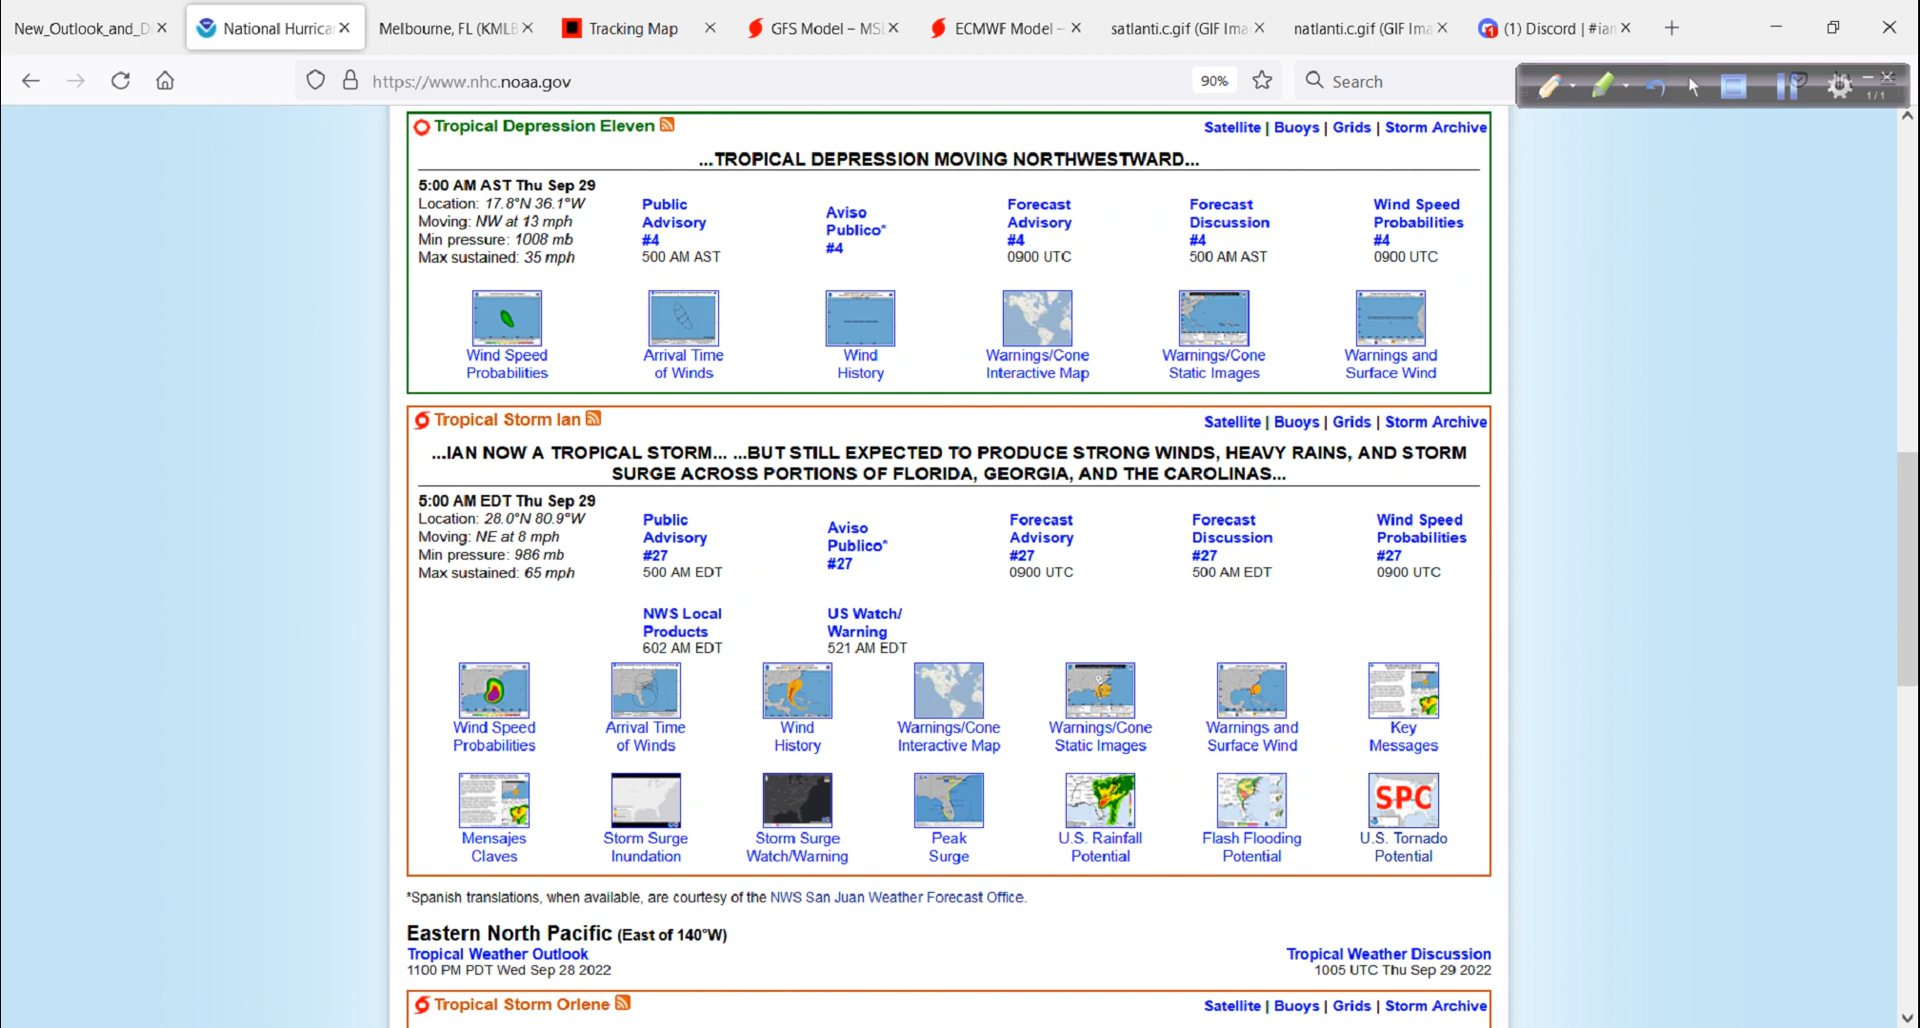 New_Outlook_and_D
National Hurrica
Melbourne, FL (KMLB
Tracking Map
GFS Model – MSL
ECMWF Model –
satlanti.c.gif (GIF Ima
natlanti.c.gif (GIF Ima
(1) Discord | #ian
https://www.nhc.noaa.gov
90%
Search
1/1
Tropical Depression Eleven
Satellite | Buoys | Grids | Storm Archive
...TROPICAL DEPRESSION MOVING NORTHWESTWARD...
5:00 AM AST Thu Sep 29
Location: 17.8°N 36.1°W
Moving: NW at 13 mph
Min pressure: 1008 mb
Max sustained: 35 mph
Public
Advisory
#4
500 AM AST
Aviso
Publico*
#4
Forecast
Advisory
#4
0900 UTC
Forecast
Discussion
#4
500 AM AST
Wind Speed
Probabilities
#4
0900 UTC
Wind Speed
Probabilities
Arrival Time
of Winds
Wind
History
Warnings/Cone
Interactive Map
Warnings/Cone
Static Images
Warnings and
Surface Wind
Tropical Storm Ian
Satellite | Buoys | Grids | Storm Archive
...IAN NOW A TROPICAL STORM... ...BUT STILL EXPECTED TO PRODUCE STRONG WINDS, HEAVY RAINS, AND STORM
SURGE ACROSS PORTIONS OF FLORIDA, GEORGIA, AND THE CAROLINAS...
5:00 AM EDT Thu Sep 29
Location: 28.0°N 80.9°W
Moving: NE at 8 mph
Min pressure: 986 mb
Max sustained: 65 mph
Public
Advisory
#27
500 AM EDT
Aviso
Publico*
#27
Forecast
Advisory
#27
0900 UTC
Forecast
Discussion
#27
500 AM EDT
Wind Speed
Probabilities
#27
0900 UTC
NWS Local
Products
602 AM EDT
US Watch/
Warning
521 AM EDT
Wind Speed
Probabilities
Arrival Time
of Winds
Wind
History
Warnings/Cone
Interactive Map
Warnings/Cone
Static Images
Warnings and
Surface Wind
Key
Messages
Mensajes
Claves
Storm Surge
Inundation
Storm Surge
Watch/Warning
Peak
Surge
U.S. Rainfall
Potential
Flash Flooding
Potential
SPC
U.S. Tornado
Potential
*Spanish translations, when available, are courtesy of the NWS San Juan Weather Forecast Office.
Eastern North Pacific (East of 140°W)
Tropical Weather Outlook
1100 PM PDT Wed Sep 28 2022
Tropical Weather Discussion
1005 UTC Thu Sep 29 2022
Tropical Storm Orlene
Satellite | Buoys | Grids | Storm Archive